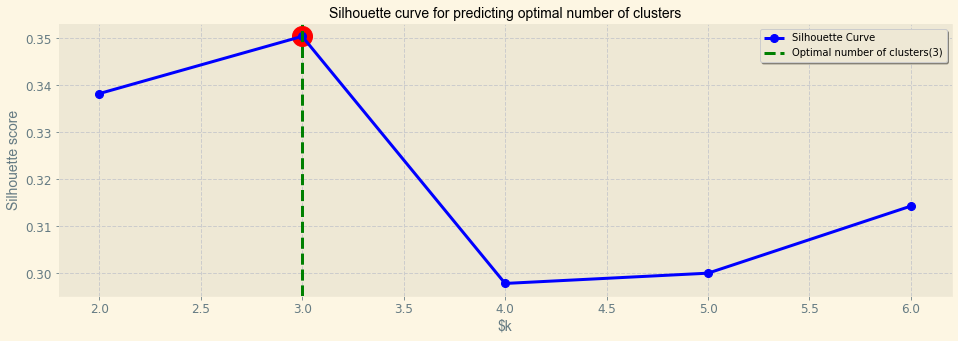 Silhouette curve for predicting optimal number of clusters
Silhouette Curve
Optimal number of clusters(3)
Silhouette score
0.35
0.34
0.33
0.32
0.31
0.30
2.0 2.5 3.0 3.5 4.0 4.5 5.0 5.5 6.0
$k